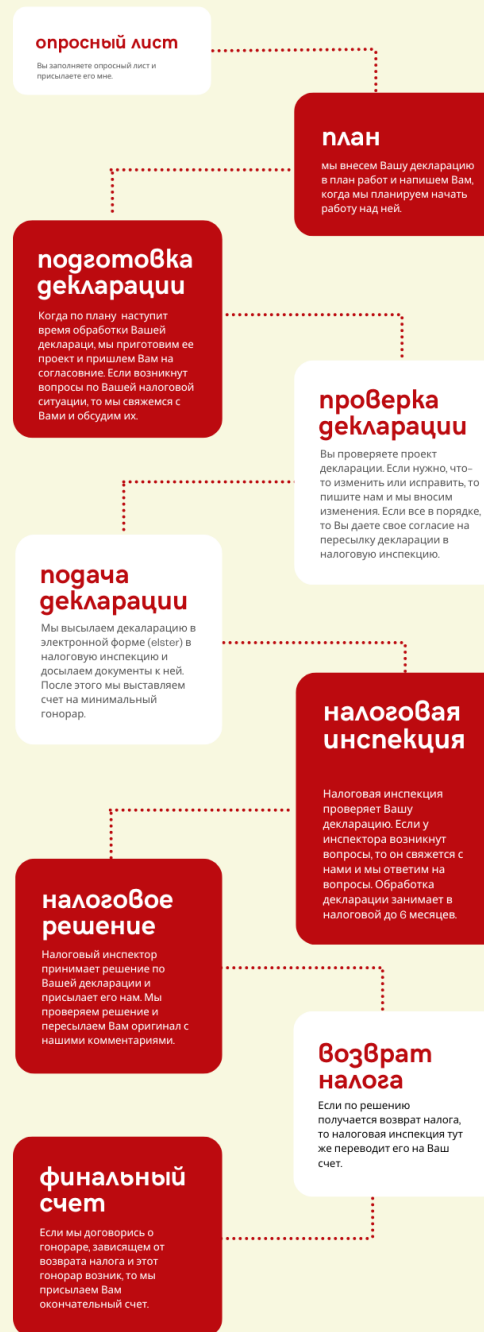 опросный лист
Вы заполняете опросный лист и
присылаете его мне.
план
мы внесем Вашу декларацию
в план работ и напишем Вам,
когда мы планируем начать
работу над ней.
подготовка
декларации
Когда по плану наступит
время обработки Вашей
деклараци, мы приготовим ее
проект и пришлем Вам на
согласовние. Если возникнут
вопросы по Вашей налоговой
ситуации, то мы свяжемся с
Вами и обсудим их.
проверка
декларации
Вы проверяете проект
декларации. Если нужно, что-
то изменить или исправить, то
пишите нам и мы вносим
изменения. Если все в порядке,
то Вы даете свое согласие на
пересылку декларации в
налоговую инспекцию.
подача
декларации
Мы высылаем декаларацию в
электронной форме (elster) в
налоговую инспекцию и
досылаем документы к ней.
После этого мы выставляем
счет на минимальный
гонорар.
налоговая
инспекция
Налоговая инспекция
проверяет Вашу
декларацию. Если у
инспектора возникнут
вопросы, то он свяжется с
нами и мы ответим на
вопросы. Обработка
декларации занимает в
налоговой до 6 месяцев.
налоговое
решение
Налоговый инспектор
принимает решение по
Вашей декларации и
присылает его нам. Мы
проверяем решение и
пересылаем Вам оригинал с
нашими комментариями.
возврат
налога
Если по решению
получается возврат налога,
то налоговая инспекция тут
же переводит его на Ваш
счет.
финальный
счет
Если мы договорись о
гонораре, зависящем от
возврата налога и этот
гонорар возник, то мы
присылаем Вам
окончательный счет.